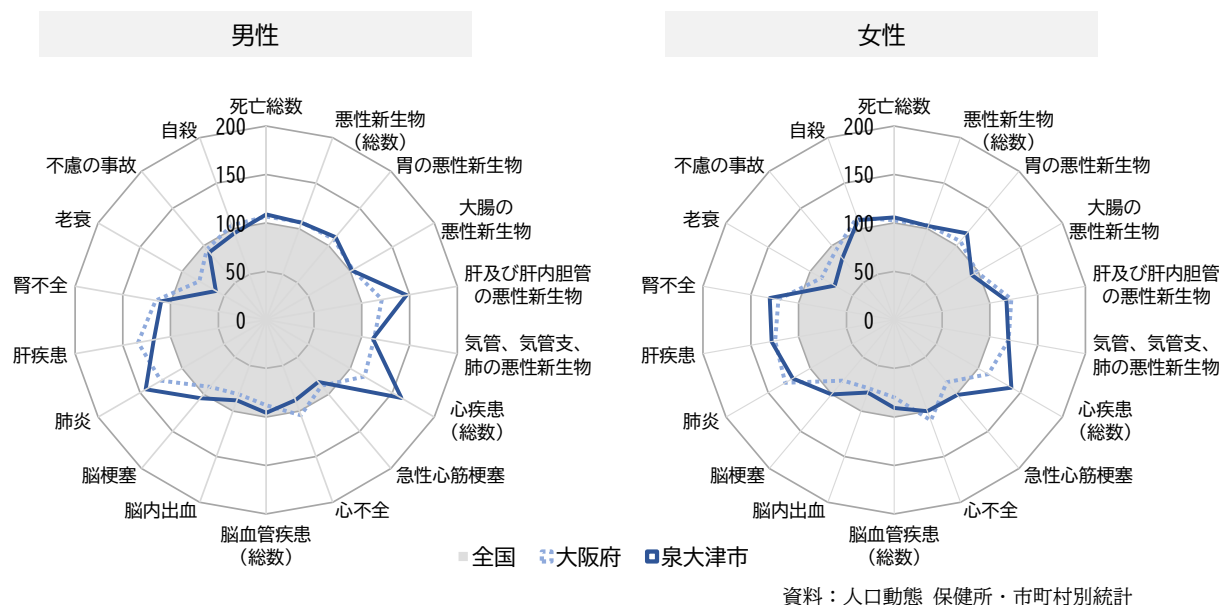 男性
死亡総数
悪性新生物
(総数)
胃の悪性新生物
大腸の
悪性新生物
肝及び肝内胆管
の悪性新生物
気管、気管支、
肺の悪性新生物
心疾患
(総数)
急性心筋梗塞
心不全
脳血管疾患
(総数)
脳内出血
脳梗塞
肺炎
肝疾患
腎不全
老衰
不慮の事故
自殺
200
150
100
50
0
女性
死亡総数
悪性新生物
(総数)
胃の悪性新生物
大腸の
悪性新生物
肝及び肝内胆管
の悪性新生物
気管、気管支、
肺の悪性新生物
心疾患
(総数)
急性心筋梗塞
心不全
脳血管疾患
(総数)
脳内出血
脳梗塞
肺炎
肝疾患
腎不全
老衰
不慮の事故
自殺
200
150
100
50
0
全国 大阪府 泉大津市
資料:人口動態 保健所・市町村別統計